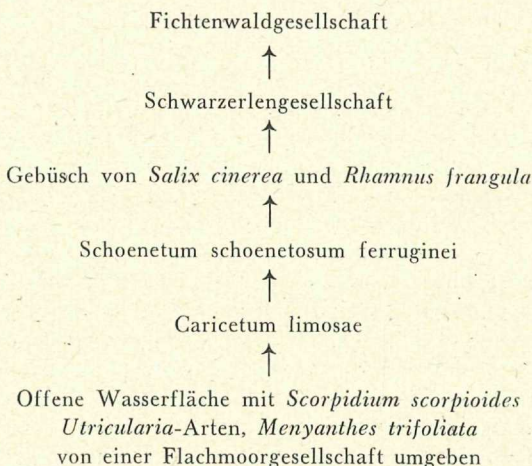 Fichtenwaldgesellschaft
↑
Schwarzerlengesellschaft
↑
Gebüsch von Salix cinerea und Rhamnus frangula
↑
Schoenetum schoenetosum ferruginei
↑
Caricetum limosae
↑
Offene Wasserfläche mit Scorpidium scorpioides
Utricularia-Arten, Menyanthes trifoliata
von einer Flachmoorgesellschaft umgeben